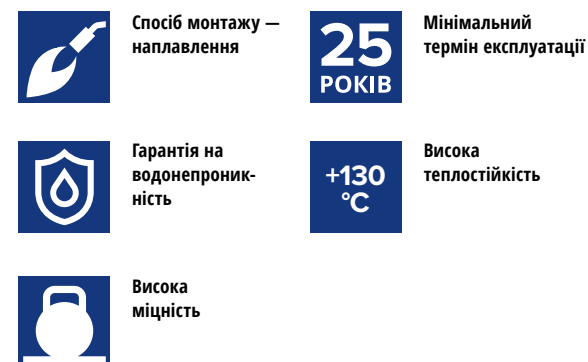 Спосіб монтажу —
наплавлення
25
РОКІВ
Мінімальний
термін експлуатації
Гарантія на
водонепроник-
ність
+130
°C
Висока
теплостійкість
Висока
міцність